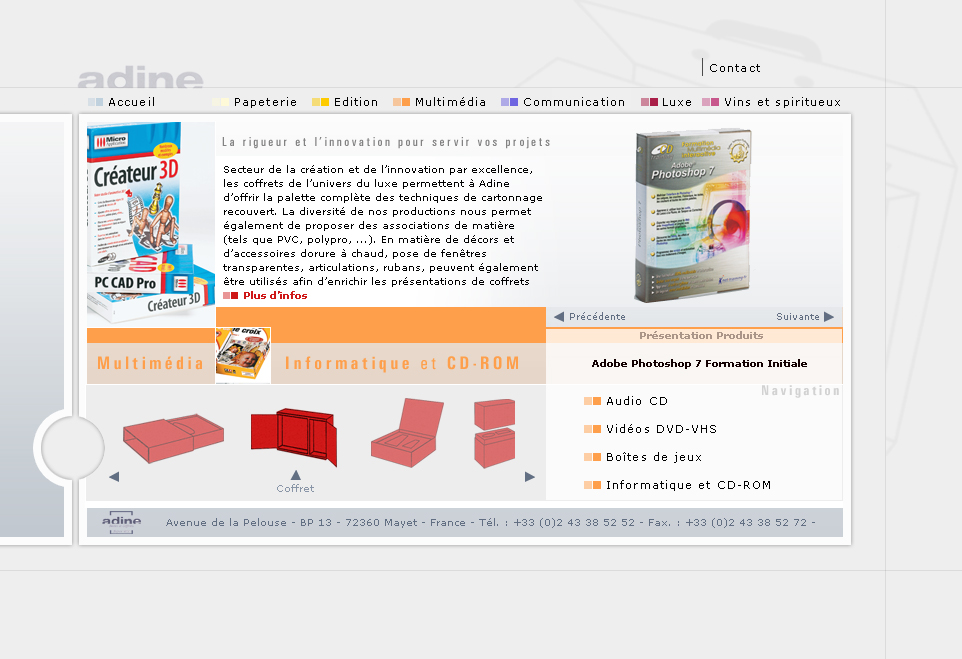 Contact
adine
Accueil Papeterie Edition Multimédia Communication Luxe Vins et spiritueux
La rigueur et l'innovation pour servir vos projets
Secteur de la création et de l'innovation par excellence,
les coffrets de l'univers du luxe permettent à Adine
d'offrir la palette complète des techniques de cartonnage
recouvert. La diversité de nos productions nous permet
également de proposer des associations de matière
(tels que PVC, polypro, ...). En matière de décors et
d'accessoires dorure à chaud, pose de fenêtres
transparentes, articulations, rubans, peuvent également
être utilisés afin d'enrichir les présentations de coffrets
Plus d'infos
Micro Application
Créateur 3D
PC CAD Pro
Créateur 3D
Formation
Multimédia
Interactive
Adobe
Photoshop 7
Précédente Suivante
Présentation Produits
Adobe Photoshop 7 Formation Initiale
Multimédia
le croix
Informatique et CD-ROM
Navigation
Audio CD
Vidéos DVD-VHS
Boîtes de jeux
Informatique et CD-ROM
Coffret
adine
Avenue de la Pelouse - BP 13 - 72360 Mayet - France - Tél. : +33 (0)2 43 38 52 52 - Fax. : +33 (0)2 43 38 52 72 -